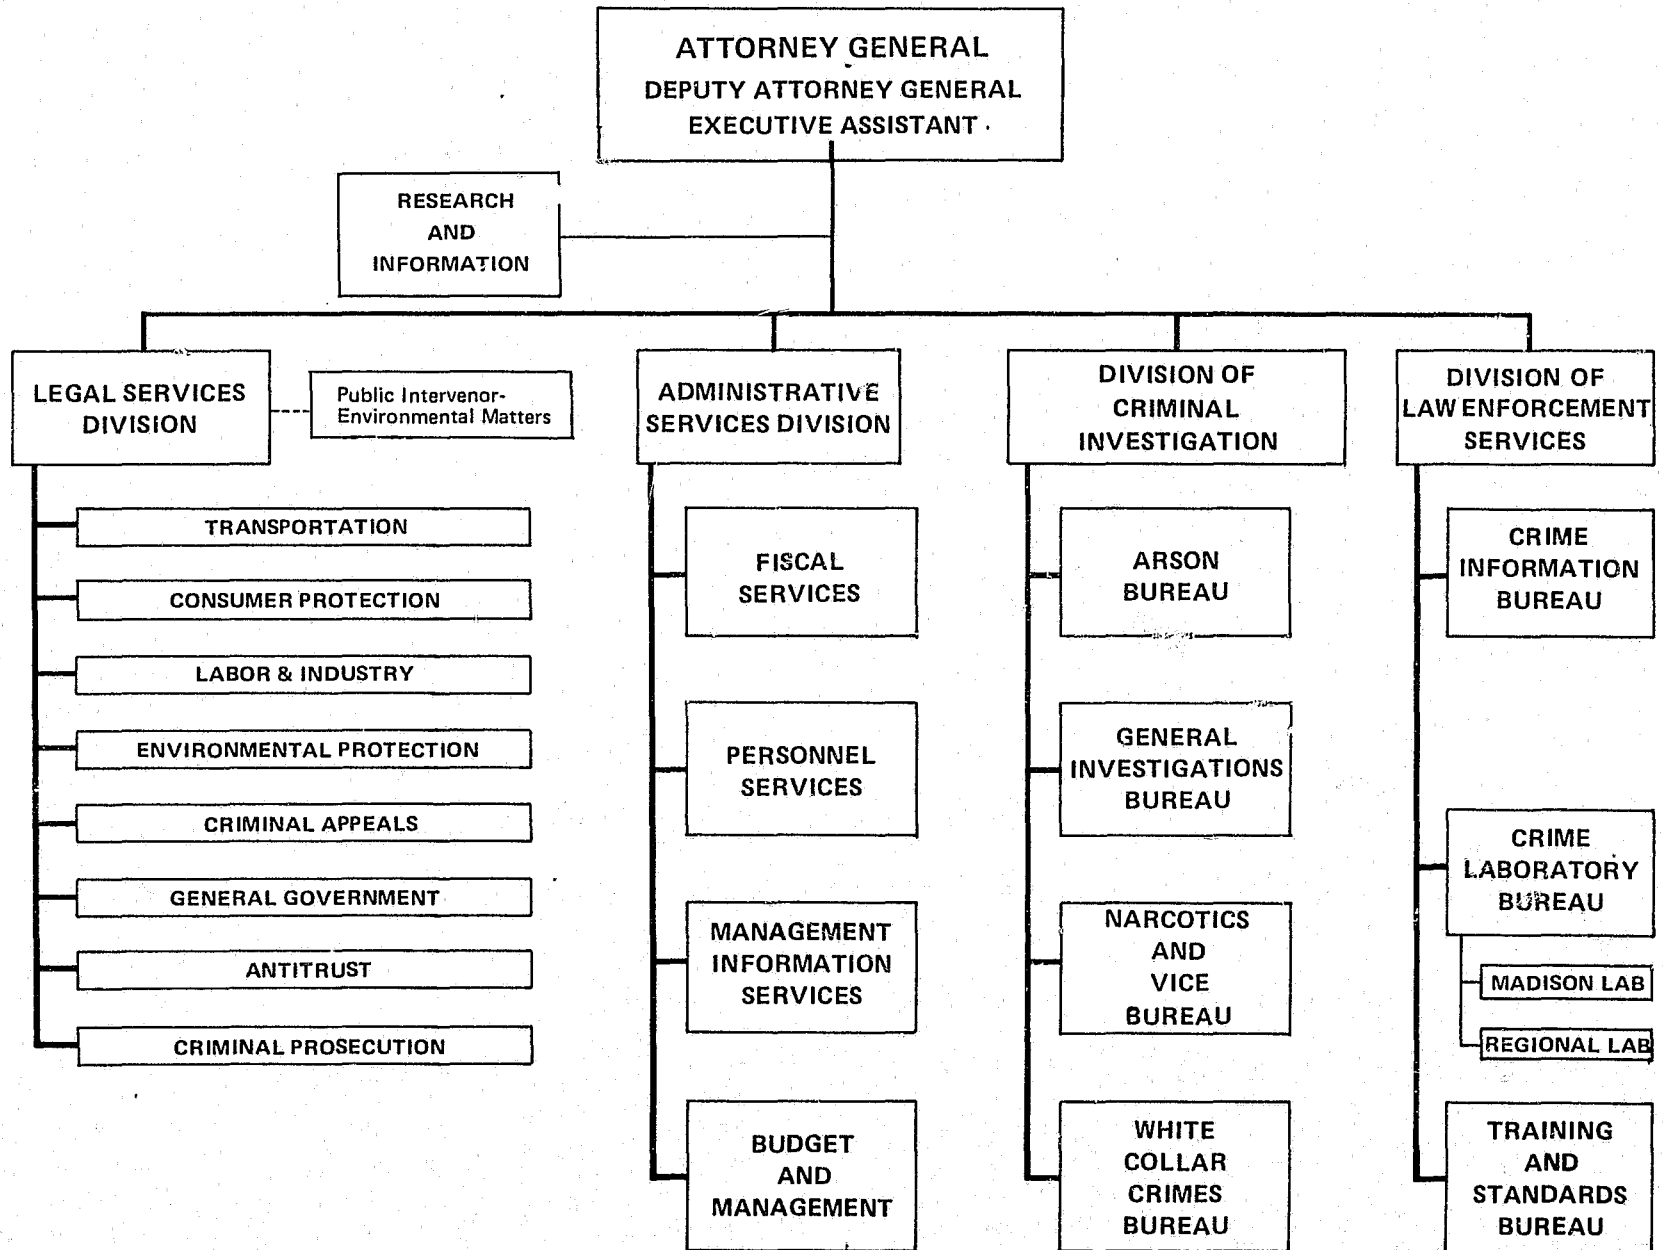 ATTORNEY GENERAL
DEPUTY ATTORNEY GENERAL
EXECUTIVE ASSISTANT
RESEARCH
AND
INFORMATION
LEGAL SERVICES
DIVISION
Public Intervenor-
Environmental Matters
TRANSPORTATION
CONSUMER PROTECTION
LABOR & INDUSTRY
ENVIRONMENTAL PROTECTION
CRIMINAL APPEALS
GENERAL GOVERNMENT
ANTITRUST
CRIMINAL PROSECUTION
ADMINISTRATIVE
SERVICES DIVISION
FISCAL
SERVICES
PERSONNEL
SERVICES
MANAGEMENT
INFORMATION
SERVICES
BUDGET
AND
MANAGEMENT
DIVISION OF
CRIMINAL
INVESTIGATION
ARSON
BUREAU
GENERAL
INVESTIGATIONS
BUREAU
NARCOTICS
AND
VICE
BUREAU
WHITE
COLLAR
CRIMES
BUREAU
DIVISION OF
LAW ENFORCEMENT
SERVICES
CRIME
INFORMATION
BUREAU
CRIME
LABORATORY
BUREAU
MADISON LAB
REGIONAL LAB
TRAINING
AND
STANDARDS
BUREAU